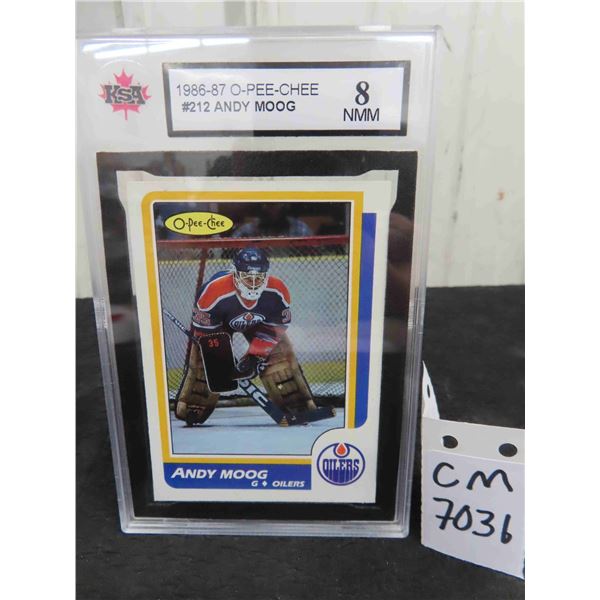 KSA
1986-87 O-PEE-CHEE
#212 ANDY MOOG
8
NMM
O-Pee-Chee
35
35
OILERS
ANDY MOOG
G ♦ OILERS
CM
7036